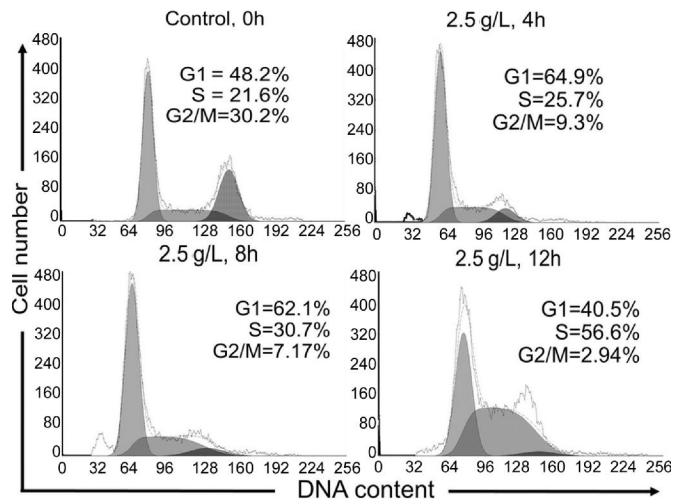 Control, 0h
480
400
320
240
160
80
0
G1 = 48.2%
S = 21.6%
G2/M = 30.2%
0 32 64 96 128 160 192 224 256
2.5 g/L, 4h
480
400
320
240
160
80
0
G1=64.9%
S=25.7%
G2/M=9.3%
0 32 64 96 128 160 192 224 256
2.5 g/L, 8h
480
400
320
240
160
80
0
G1=62.1%
S=30.7%
G2/M=7.17%
0 32 64 96 128 160 192 224 256
2.5 g/L, 12h
480
400
320
240
160
80
0
G1=40.5%
S=56.6%
G2/M=2.94%
0 32 64 96 128 160 192 224 256
Cell number
DNA content